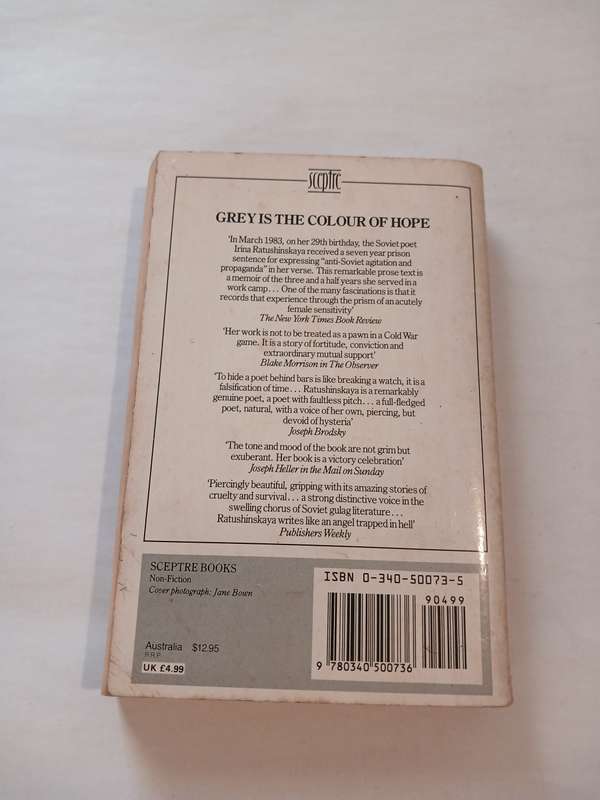 sceptre
GREY IS THE COLOUR OF HOPE
'In March 1983, on her 29th birthday, the Soviet poet
Irina Ratushinskaya received a seven year prison
sentence for expressing "anti-Soviet agitation and
propaganda" in her verse. This remarkable prose text is
a memoir of the three and a half years she served in a
work camp... One of the many fascinations is that it
records that experience through the prism of an acutely
female sensitivity'
The New York Times Book Review
'Her work is not to be treated as a pawn in a Cold War
game. It is a story of fortitude, conviction and
extraordinary mutual support'
Blake Morrison in The Observer
'To hide a poet behind bars is like breaking a watch, it is a
falsification of time... Ratushinskaya is a remarkably
genuine poet, a poet with faultless pitch... a full-fledged
poet, natural, with a voice of her own, piercing, but
devoid of hysteria'
Joseph Brodsky
'The tone and mood of the book are not grim but
exuberant. Her book is a victory celebration'
Joseph Heller in the Mail on Sunday
'Piercingly beautiful, gripping with its amazing stories of
cruelty and survival... a strong distinctive voice in the
swelling chorus of Soviet gulag literature...
Ratushinskaya writes like an angel trapped in hell'
Publishers Weekly
SCEPTRE BOOKS
Non-Fiction
Cover photograph: Jane Bown
Australia $12.95
R.R.P.
UK £4.99
ISBN 0-340-50073-5
90499
9 780340 500736